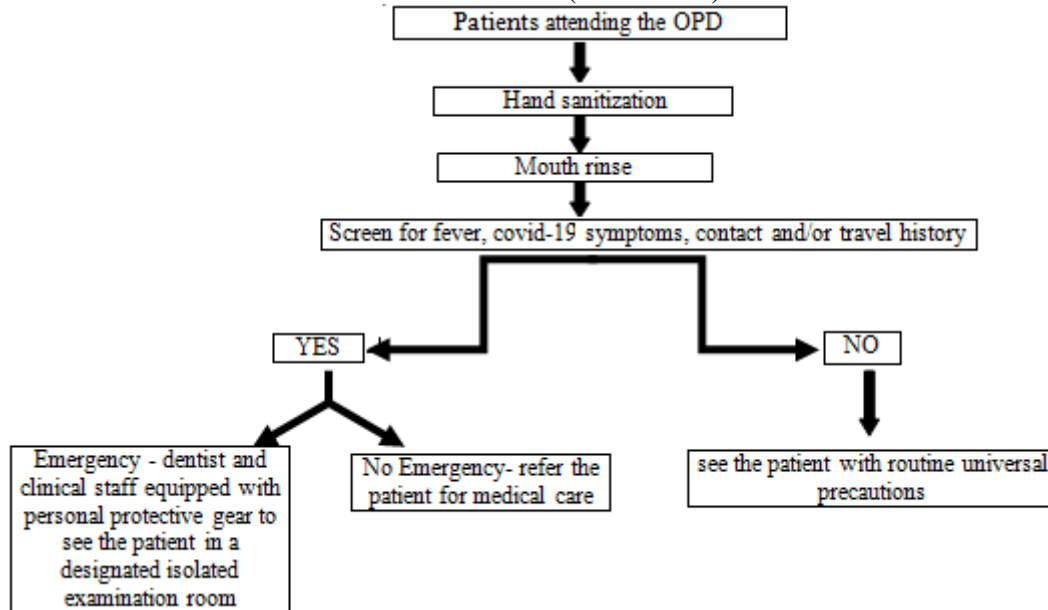 Patients attending the OPD
Hand sanitization
Mouth rinse
Screen for fever, covid-19 symptoms, contact and/or travel history
YES
NO
Emergency - dentist and
clinical staff equipped with
personal protective gear to
see the patient in a
designated isolated
examination room
No Emergency- refer the
patient for medical care
see the patient with routine universal
precautions